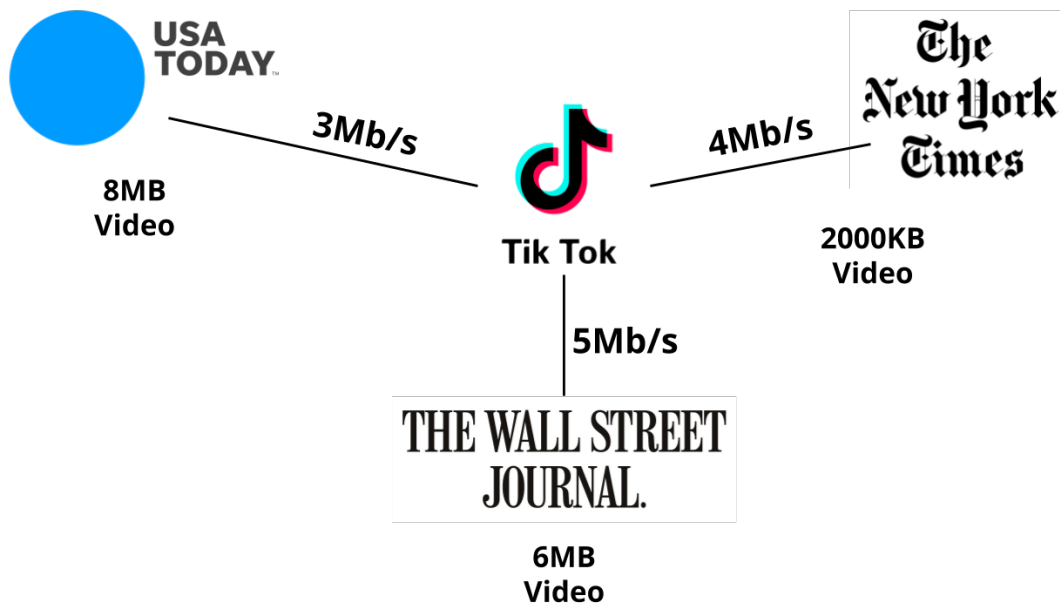 USA
TODAY™
3Mb/s
8MB
Video
Tik Tok
4Mb/s
The
New York
Times
2000KB
Video
5Mb/s
THE WALL STREET
JOURNAL.
6MB
Video